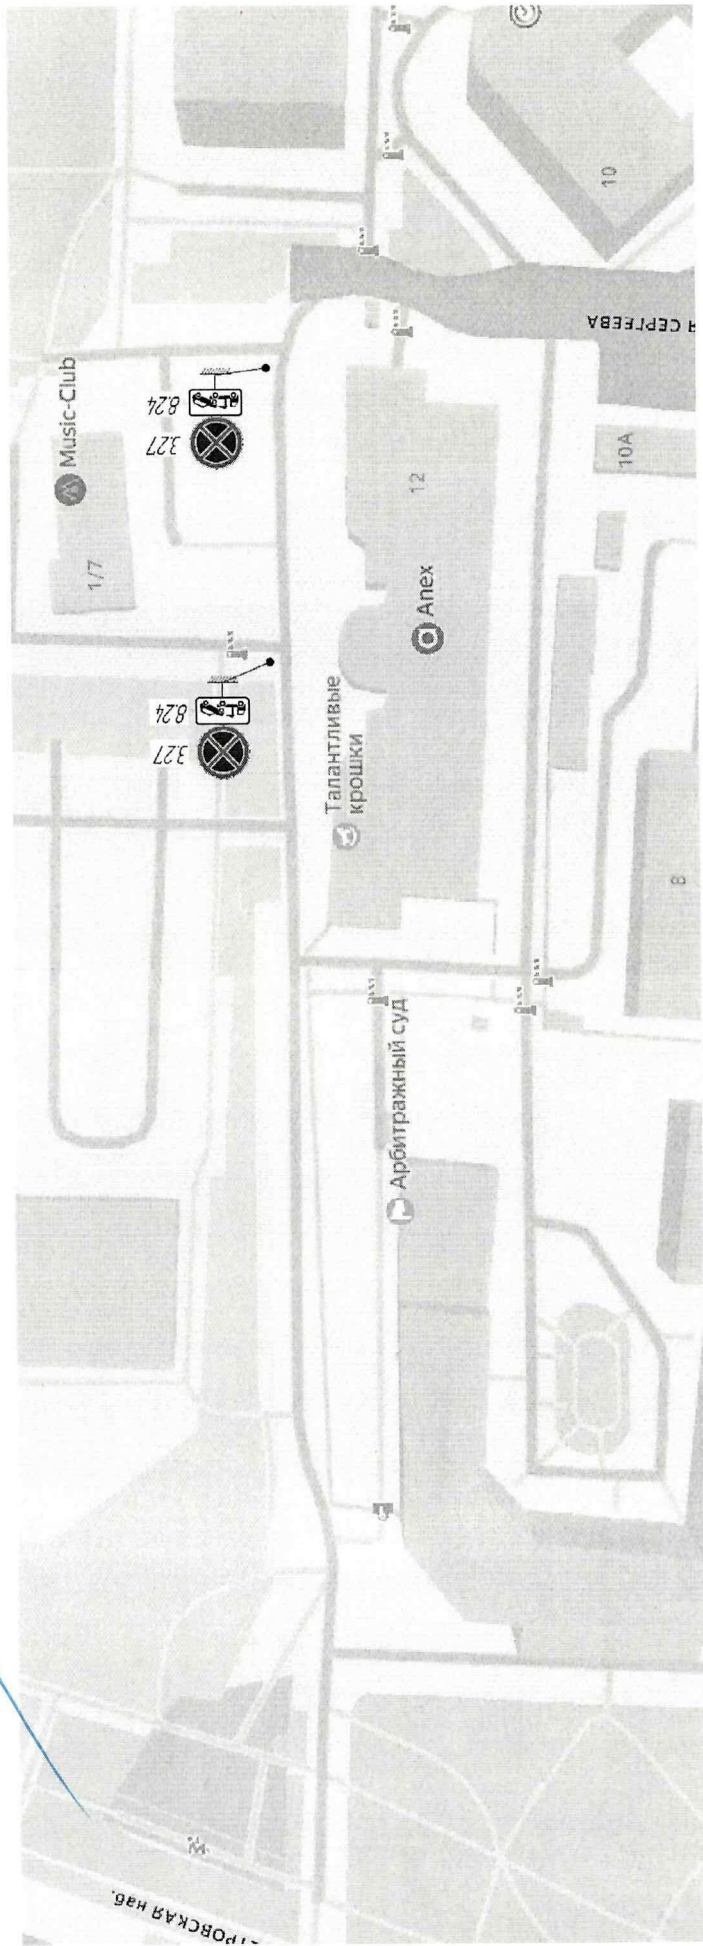 Music-Club
1/7
3.27
8.24
3.27
8.24
10
Я СЕРГЕЕВА
12
10А
Anex
Талантливые
крошки
8
Арбитражный суд
ТРОВСКАЯ наб.